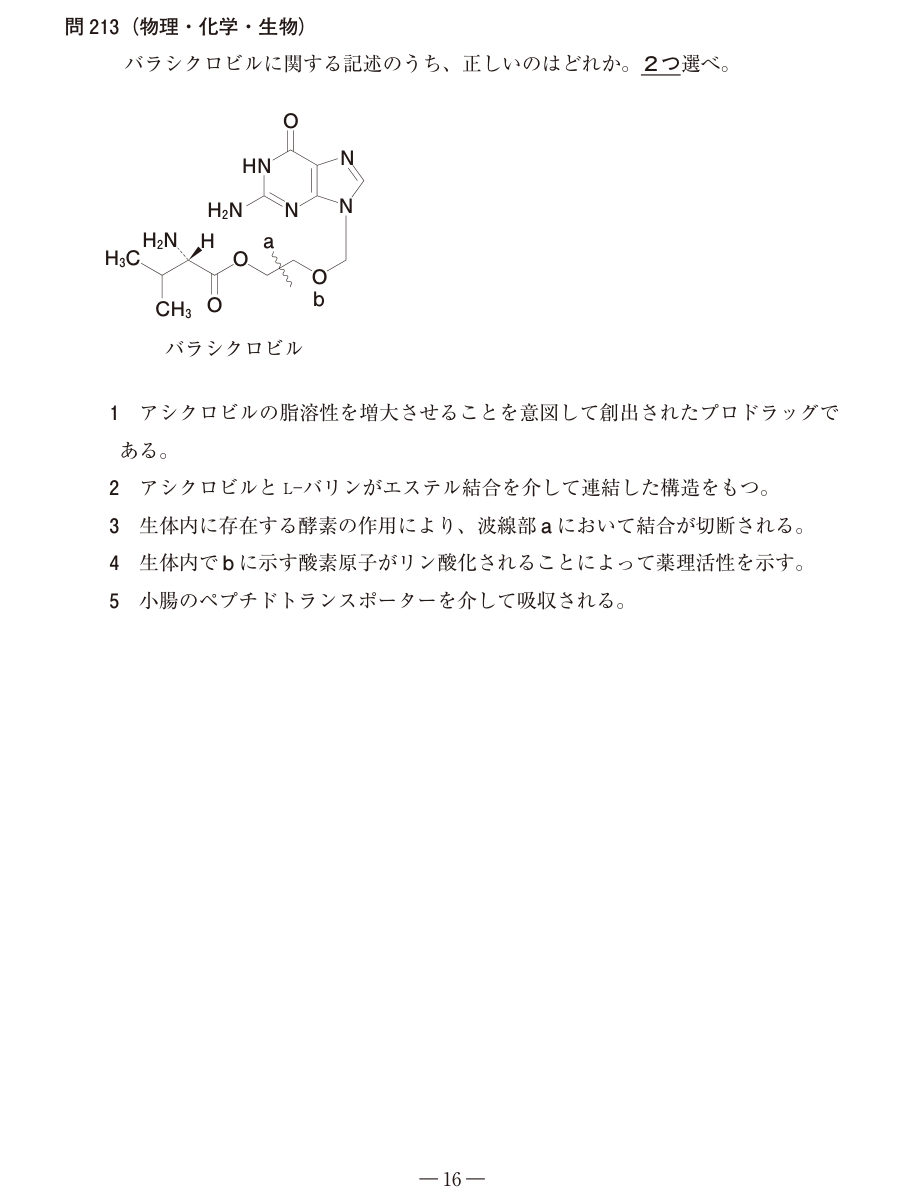 問 213（物理・化学・生物）
バラシクロビルに関する記述のうち、正しいのはどれか。２つ選べ。
O
HN
N
H₂N
N
N
H₂N
H
a
H₃C
O
O
b
CH₃
O
バラシクロビル
1　アシクロビルの脂溶性を増大させることを意図して創出されたプロドラッグで
ある。
2　アシクロビルと L-バリンがエステル結合を介して連結した構造をもつ。
3　生体内に存在する酵素の作用により、波線部 a において結合が切断される。
4　生体内で b に示す酸素原子がリン酸化されることによって薬理活性を示す。
5　小腸のペプチドトランスポーターを介して吸収される。
— 16 —